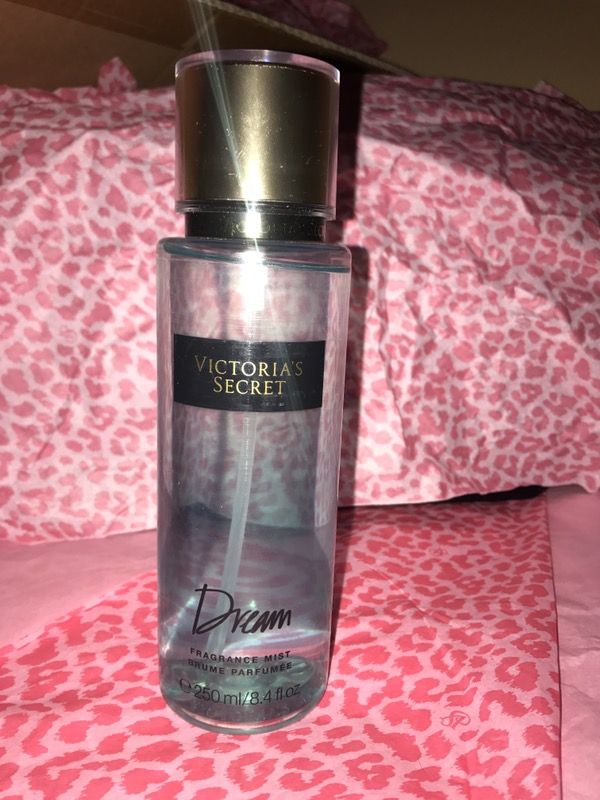 VICTORIA'S
SECRET
Dream
FRAGRANCE MIST
BRUME PARFUMÉE
℮ 250 ml/8.4 fl oz